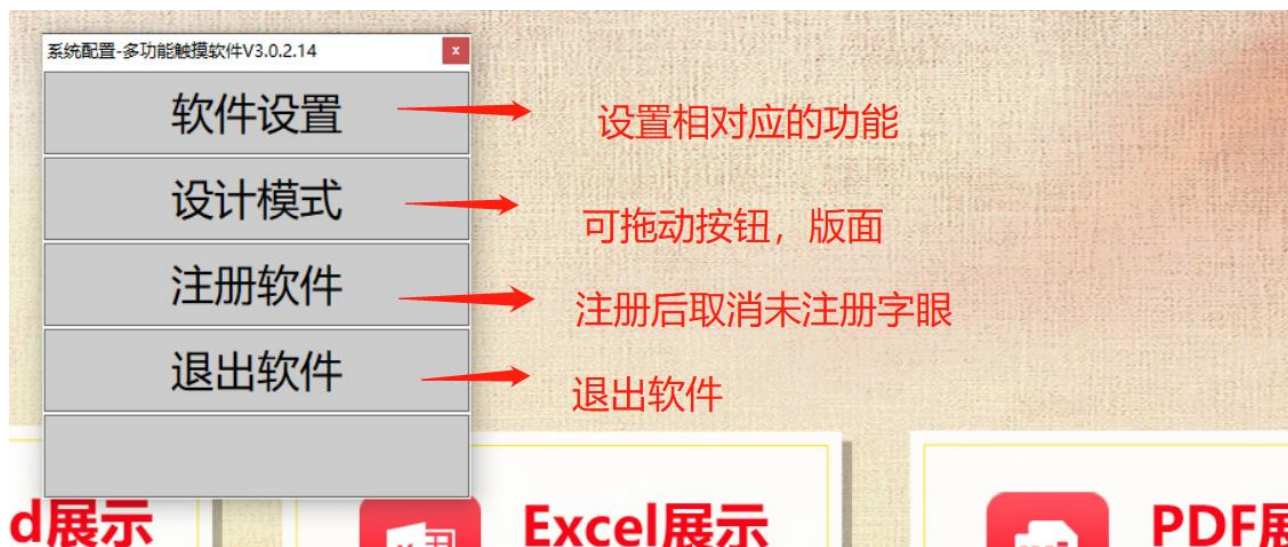 系统配置-多功能触摸软件V3.0.2.14
x
软件设置
设置相对应的功能
设计模式
可拖动按钮，版面
注册软件
注册后取消未注册字眼
退出软件
退出软件
d展示
Excel展示
PDF展